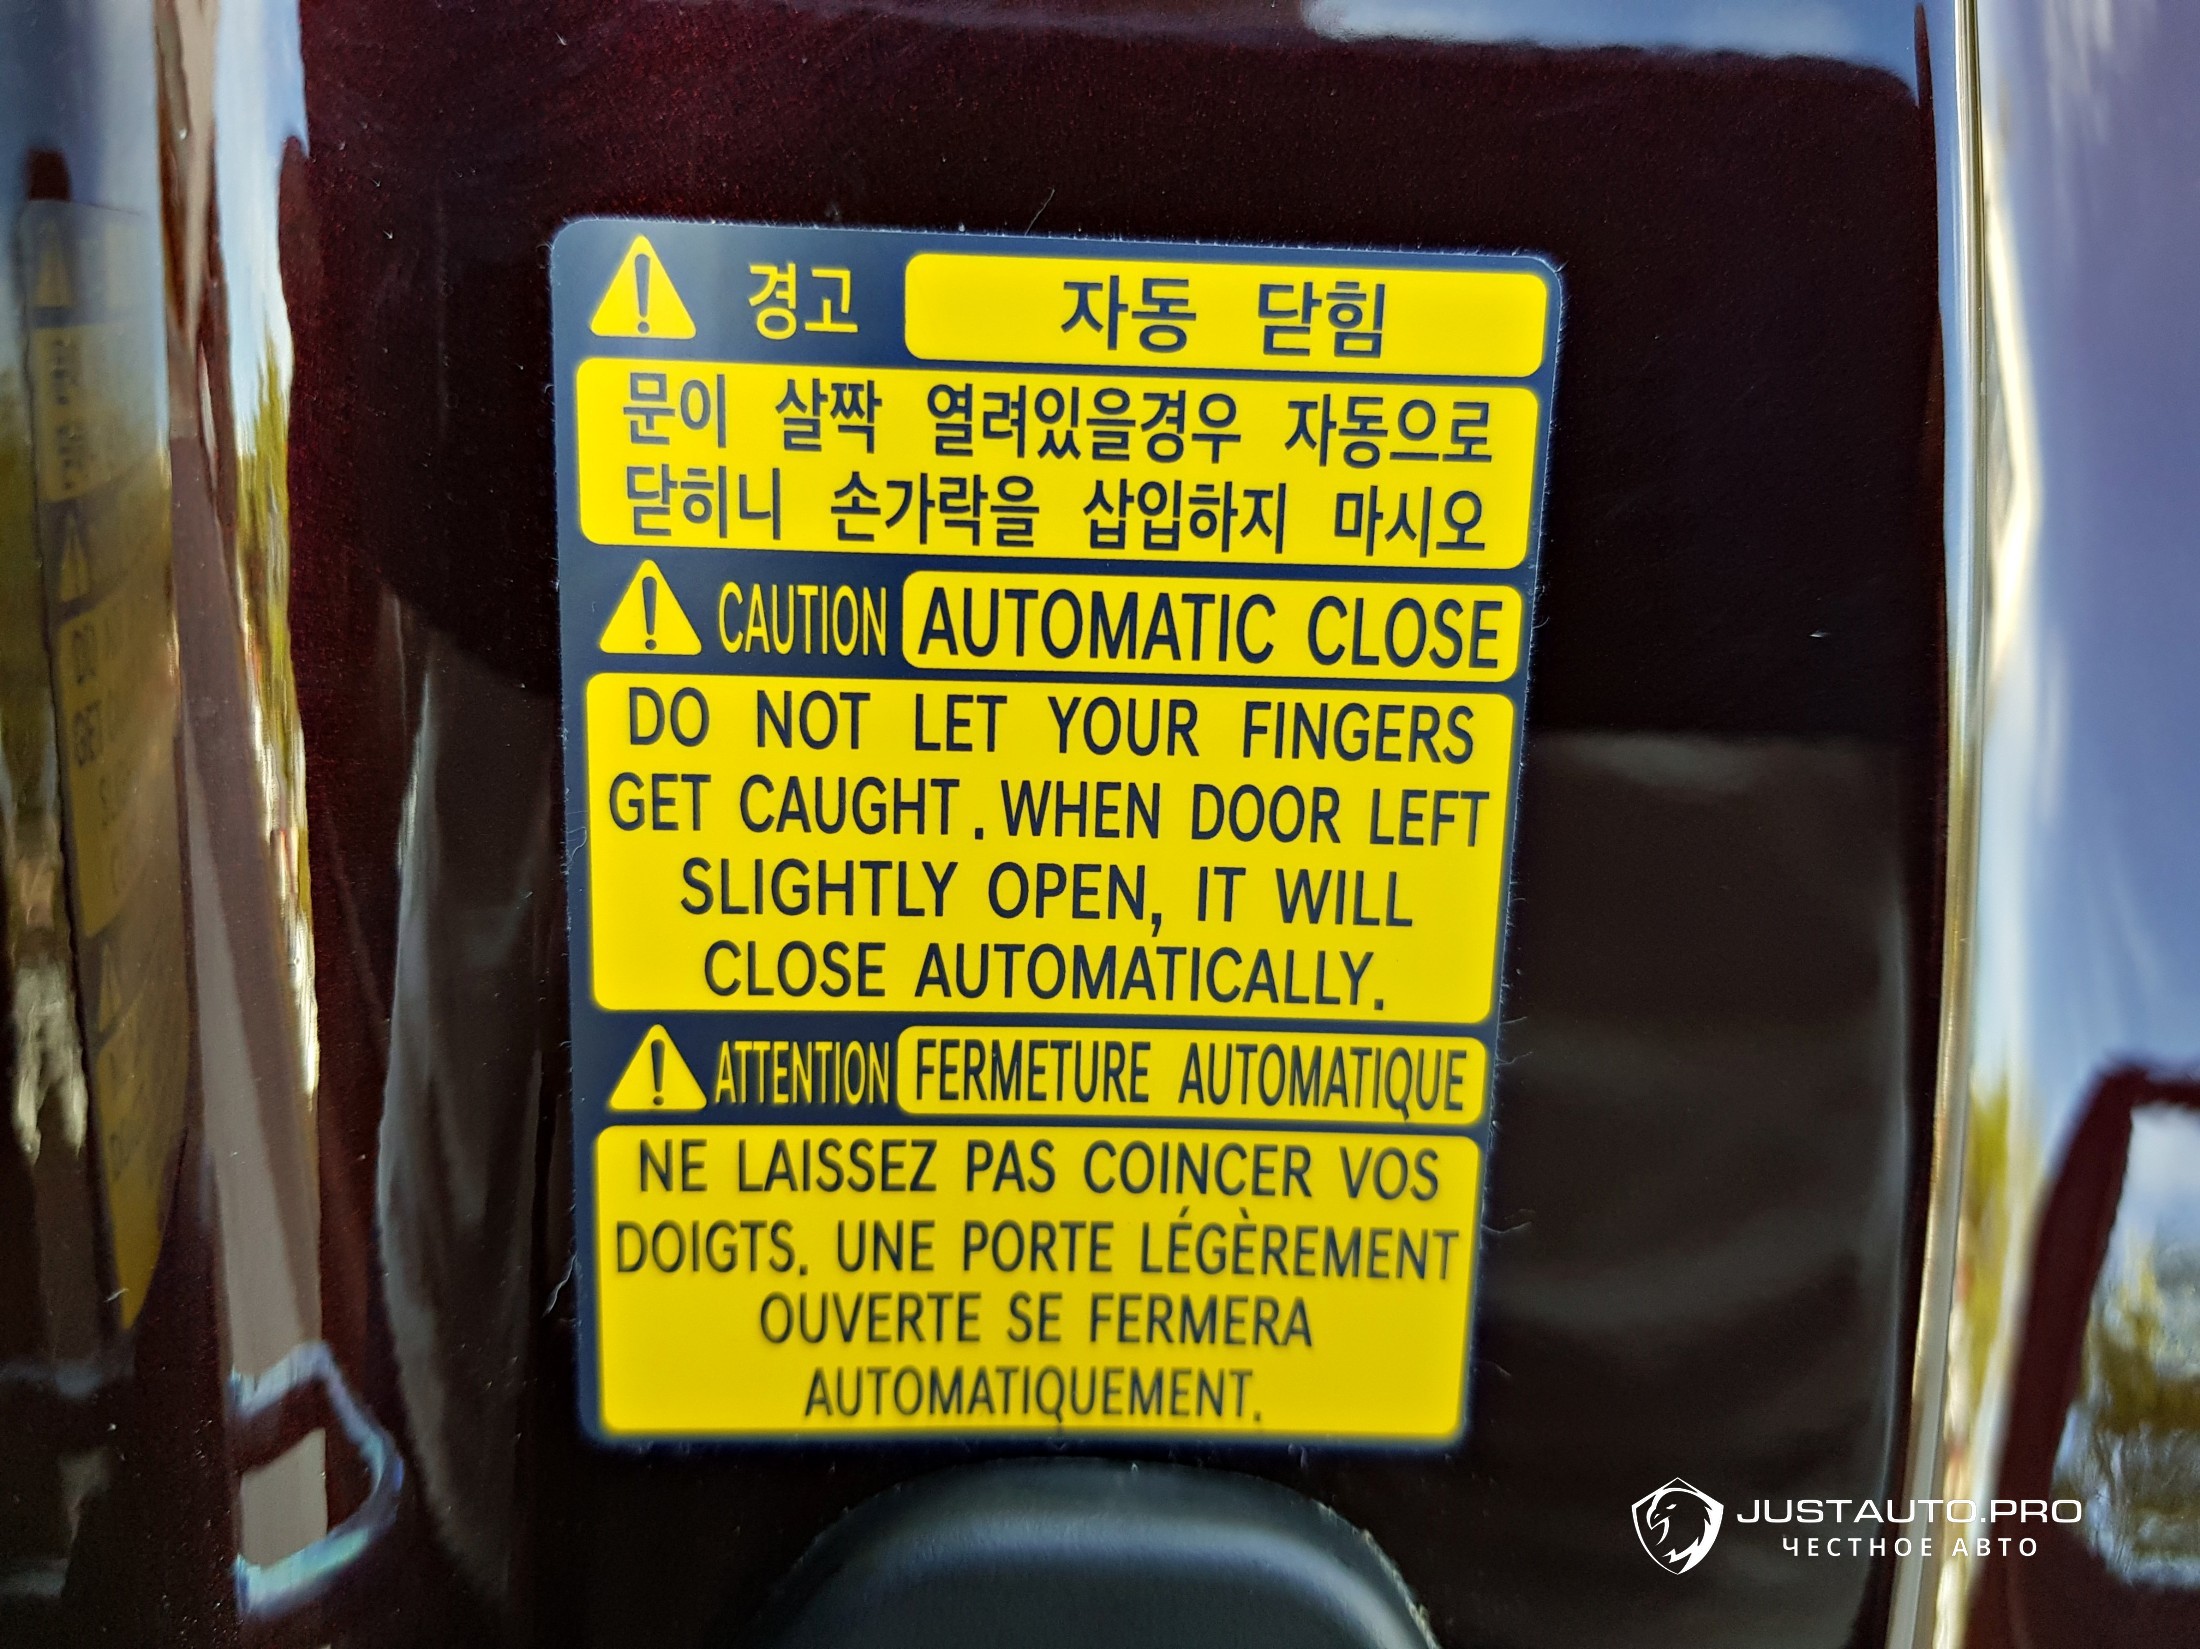 경고 자동 닫힘
문이 살짝 열려있을경우 자동으로
닫히니 손가락을 삽입하지 마시오
CAUTION AUTOMATIC CLOSE
DO NOT LET YOUR FINGERS
GET CAUGHT. WHEN DOOR LEFT
SLIGHTLY OPEN, IT WILL
CLOSE AUTOMATICALLY.
ATTENTION FERMETURE AUTOMATIQUE
NE LAISSEZ PAS COINCER VOS
DOIGTS. UNE PORTE LÉGÈREMENT
OUVERTE SE FERMERA
AUTOMATIQUEMENT.
JUSTAUTO.PRO
ЧЕСТНОЕ АВТО